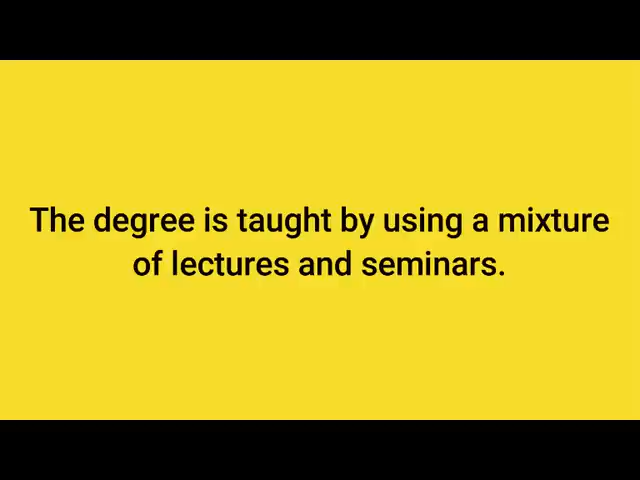 The degree is taught by using a mixture
of lectures and seminars.